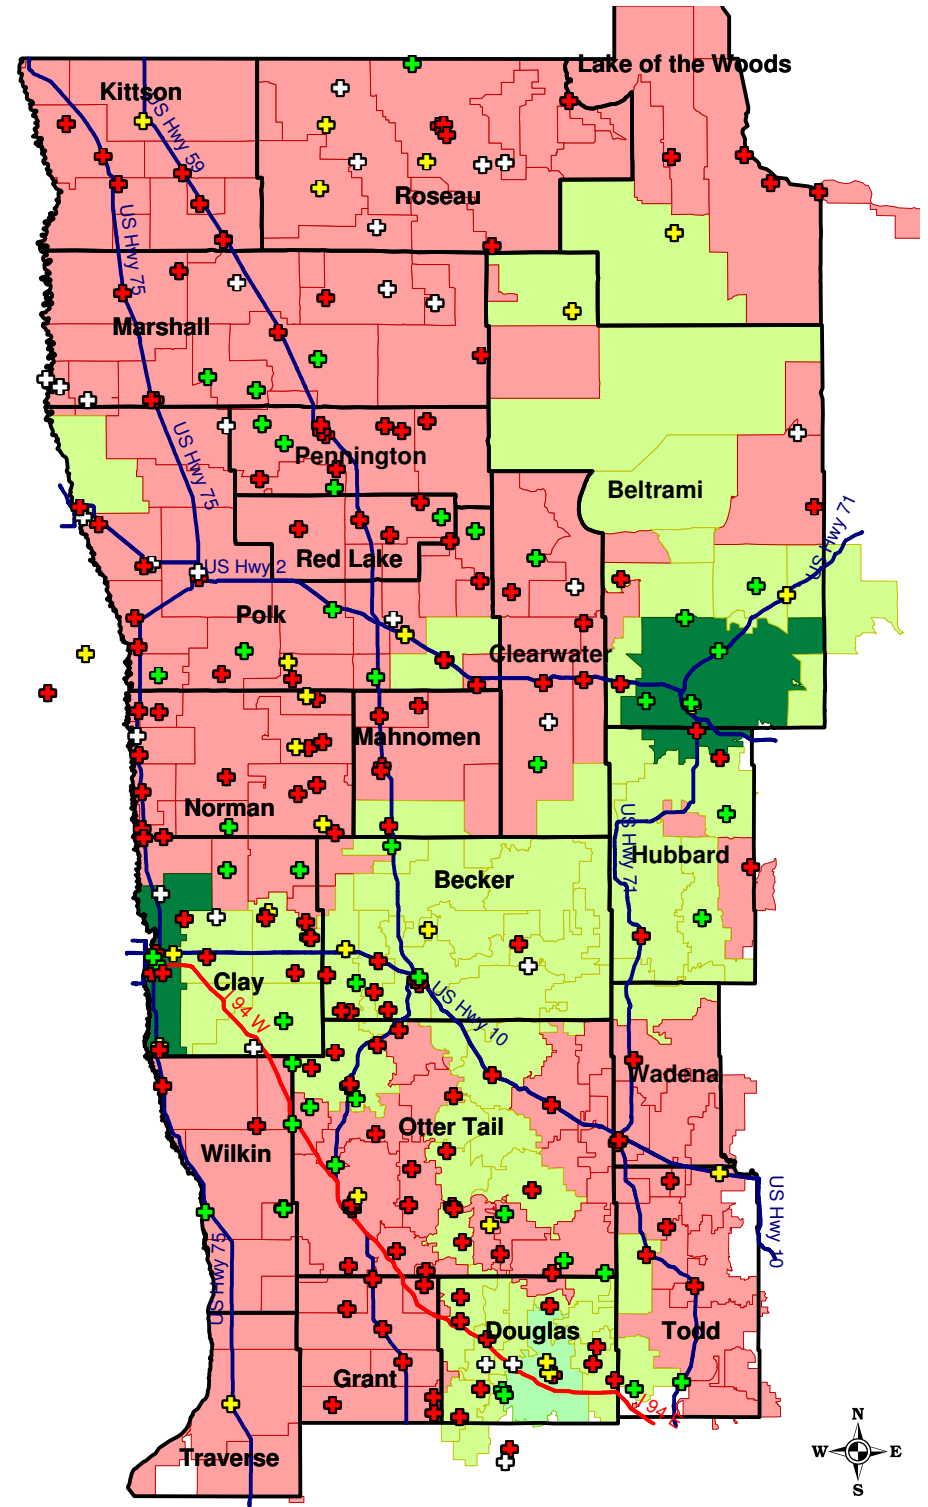 Lake of the Woods
Kittson
US Hwy 59
Roseau
US Hwy 75
Marshall
US Hwy 75
Pennington
Beltrami
US Hwy 71
Red Lake
US Hwy 2
Polk
Clearwater
Mahnomen
Norman
US Hwy 71
Hubbard
Becker
Clay
I 94 W
US Hwy 10
Wadena
Otter Tail
Wilkin
US Hwy 10
US Hwy 75
Douglas
Todd
Grant
I 94 E
Traverse
N
W E
S